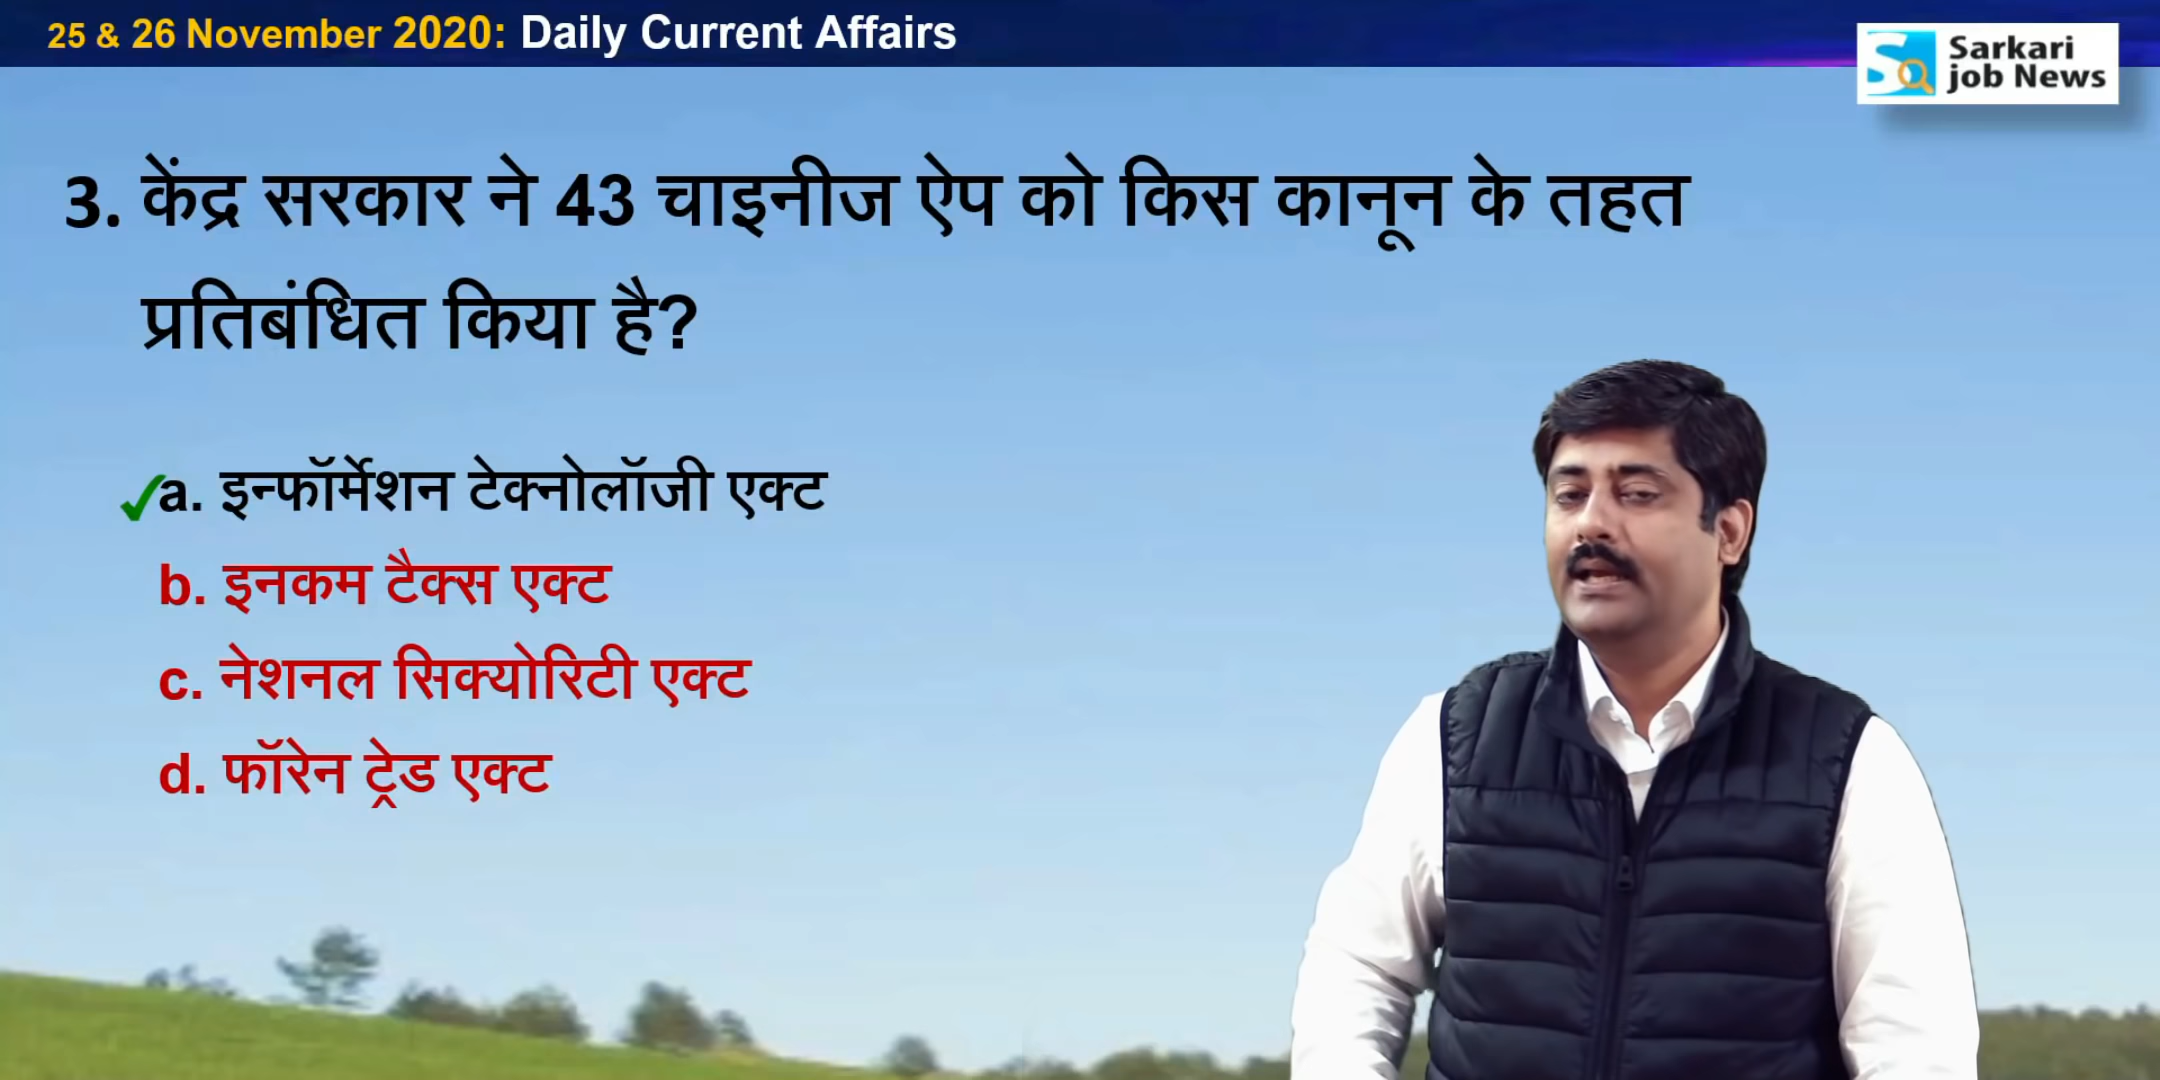 25 & 26 November 2020: Daily Current Affairs
Sarkari
job News
3. केंद्र सरकार ने 43 चाइनीज ऐप को किस कानून के तहत
प्रतिबंधित किया है?
a. इन्फॉर्मेशन टेक्नोलॉजी एक्ट
b. इनकम टैक्स एक्ट
c. नेशनल सिक्योरिटी एक्ट
d. फॉरेन ट्रेड एक्ट